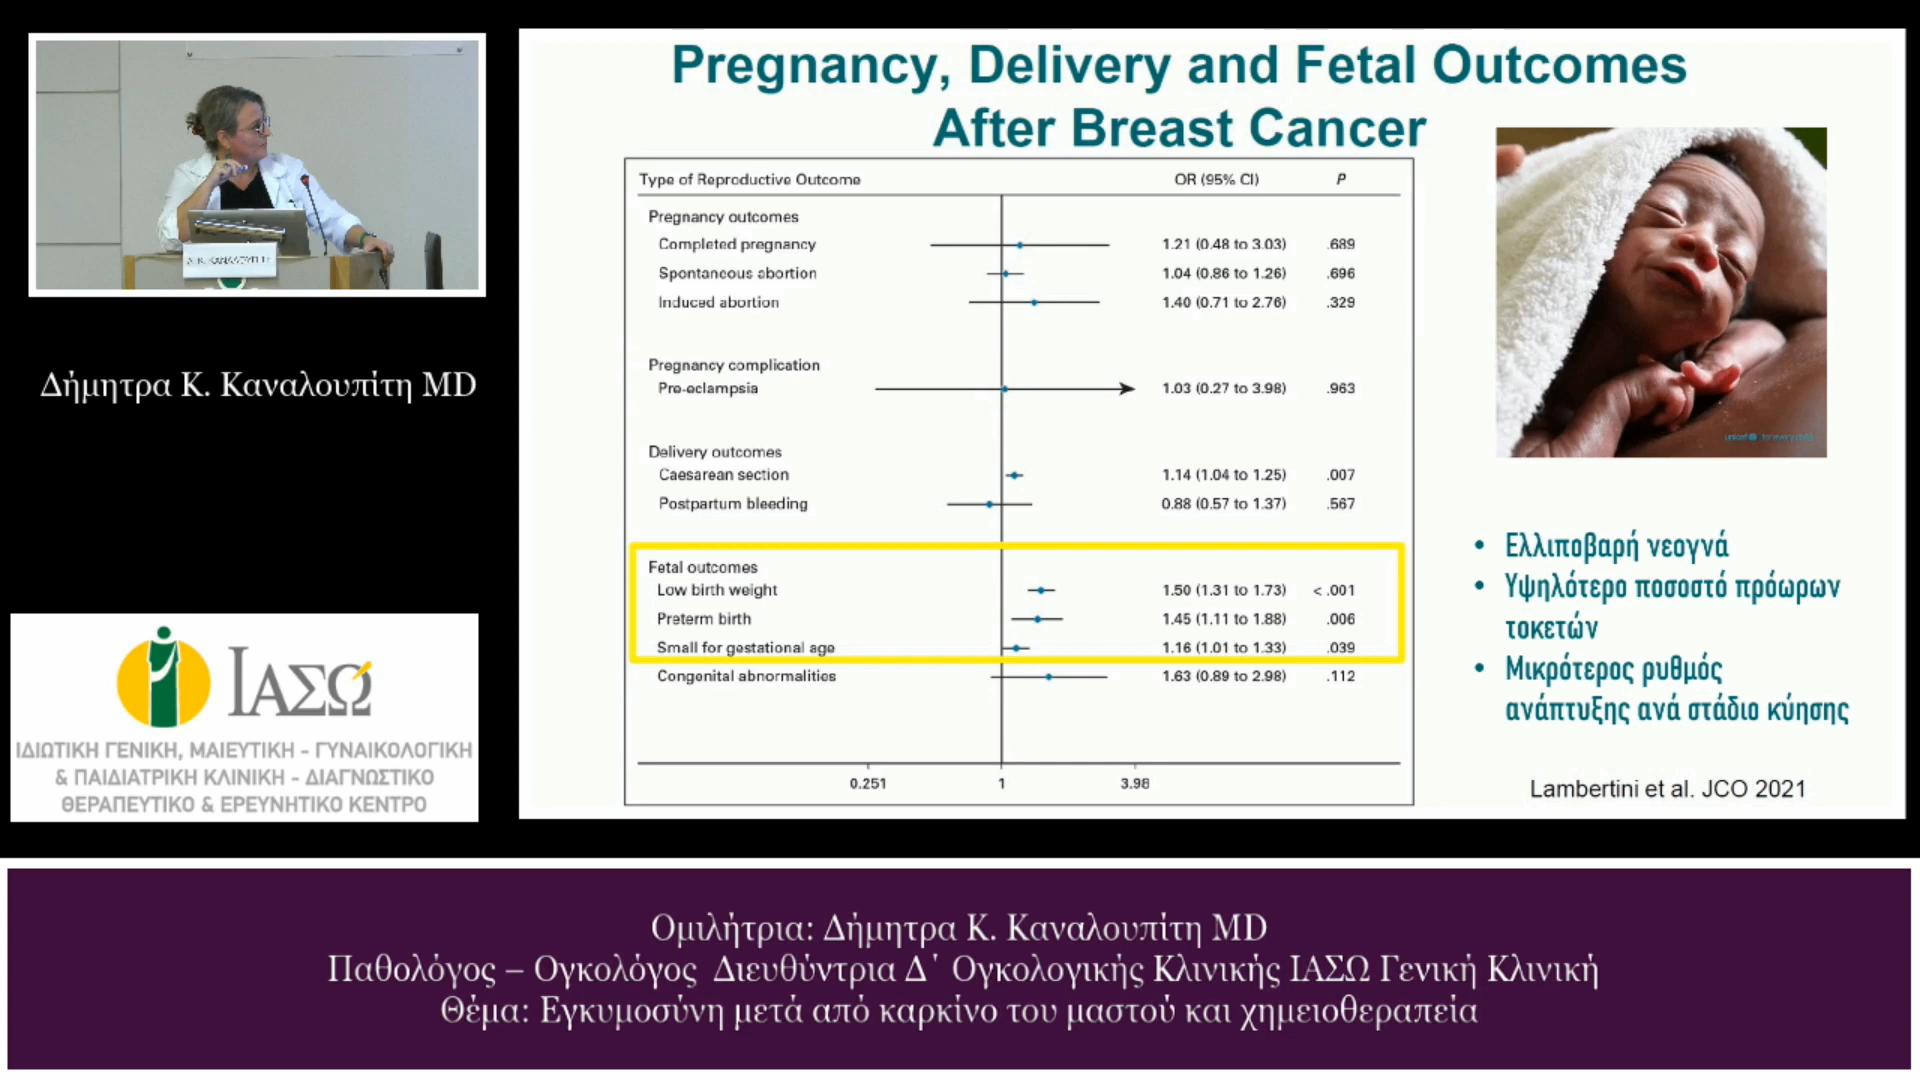 Pregnancy, Delivery and Fetal Outcomes
After Breast Cancer
Type of Reproductive Outcome OR (95% CI) P
Pregnancy outcomes
Completed pregnancy 1.21 (0.48 to 3.03) .689
Spontaneous abortion 1.04 (0.86 to 1.26) .696
Induced abortion 1.40 (0.71 to 2.76) .329
Pregnancy complication
Pre-eclampsia 1.03 (0.27 to 3.98) .963
Delivery outcomes
Caesarean section 1.14 (1.04 to 1.25) .007
Postpartum bleeding 0.88 (0.57 to 1.37) .567
Fetal outcomes
Low birth weight 1.50 (1.31 to 1.73) < .001
Preterm birth 1.45 (1.11 to 1.88) .006
Small for gestational age 1.16 (1.01 to 1.33) .039
Congenital abnormalities 1.63 (0.89 to 2.98) .112
0.251 1 3.98
unicef for every child
• Ελλιποβαρή νεογνά
• Υψηλότερο ποσοστό πρόωρων
τοκετών
• Μικρότερος ρυθμός
ανάπτυξης ανά στάδιο κύησης
Lambertini et al. JCO 2021
Δήμητρα Κ. Καναλουπίτη MD
ΙΑΣΩ
ΙΔΙΩΤΙΚΗ ΓΕΝΙΚΗ, ΜΑΙΕΥΤΙΚΗ - ΓΥΝΑΙΚΟΛΟΓΙΚΗ
& ΠΑΙΔΙΑΤΡΙΚΗ ΚΛΙΝΙΚΗ - ΔΙΑΓΝΩΣΤΙΚΟ
ΘΕΡΑΠΕΥΤΙΚΟ & ΕΡΕΥΝΗΤΙΚΟ ΚΕΝΤΡΟ
Ομιλήτρια: Δήμητρα Κ. Καναλουπίτη MD
Παθολόγος – Ογκολόγος Διευθύντρια Δ΄ Ογκολογικής Κλινικής ΙΑΣΩ Γενική Κλινική
Θέμα: Εγκυμοσύνη μετά από καρκίνο του μαστού και χημειοθεραπεία